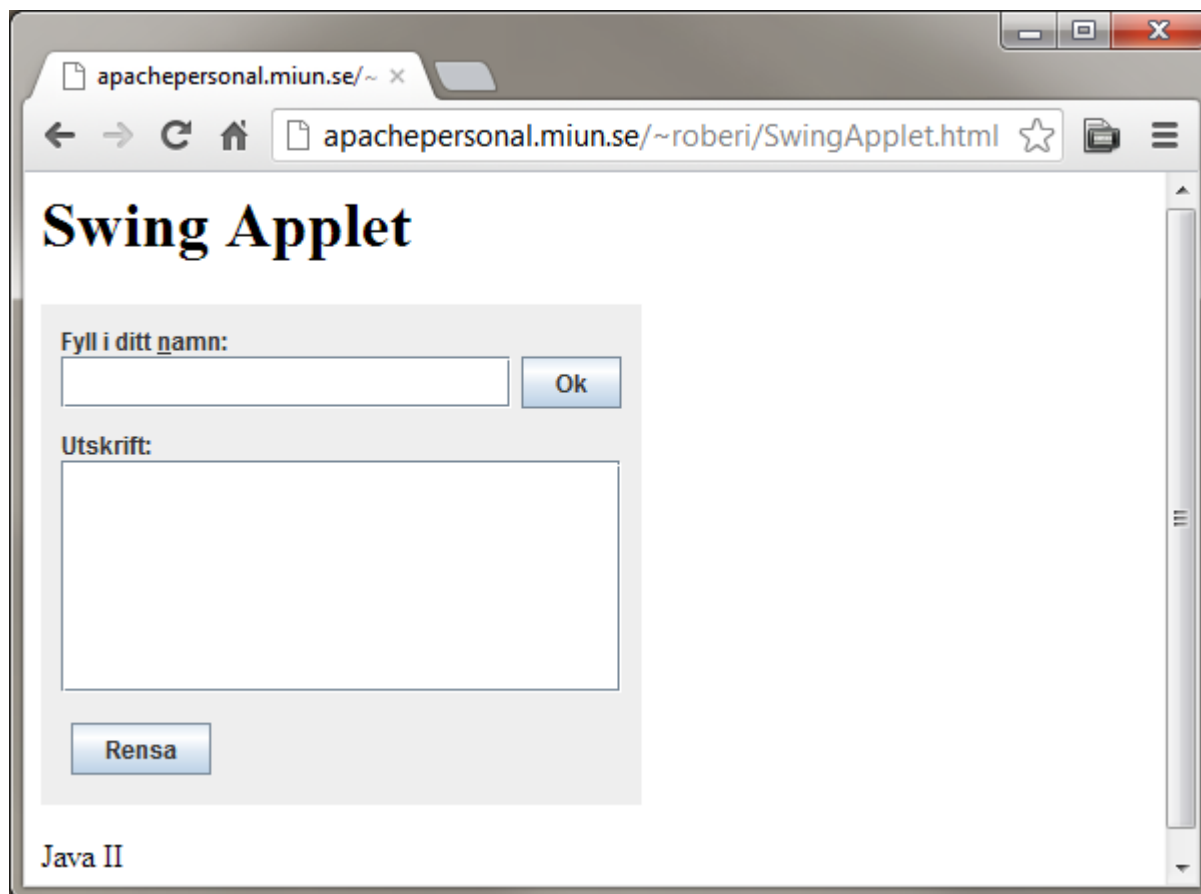 apachepersonal.miun.se/~
apachepersonal.miun.se/~roberi/SwingApplet.html
Swing Applet
Fyll i ditt namn:
Ok
Utskrift:
Rensa
Java II